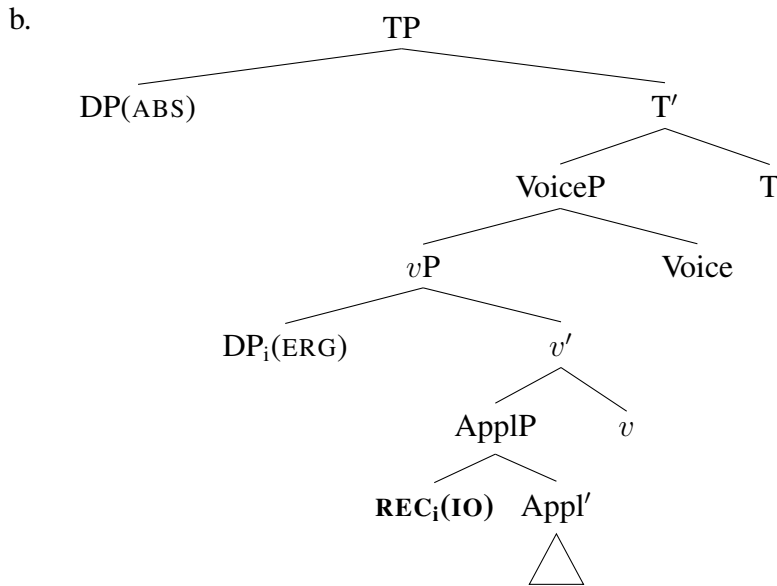 b.
TP
DP(ABS) T′
VoiceP T
vP Voice
DPi(ERG) v′
ApplP v
RECi(IO) Appl′